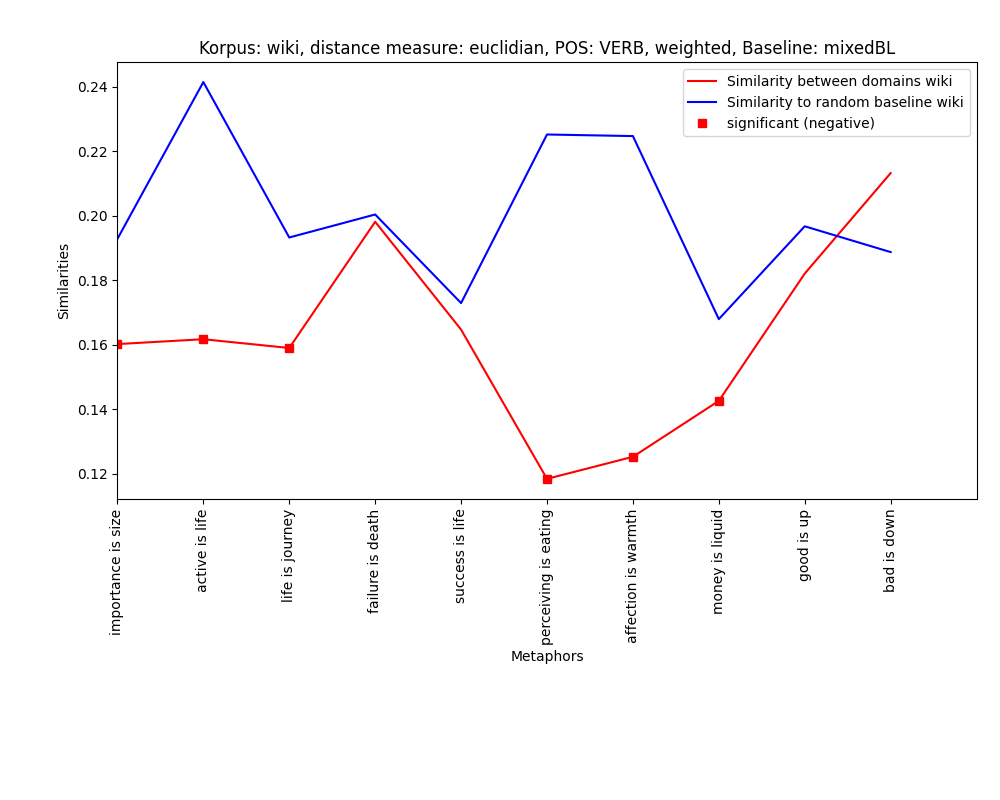 Korpus: wiki, distance measure: euclidian, POS: VERB, weighted, Baseline: mixedBL
Similarity between domains wiki
Similarity to random baseline wiki
significant (negative)
Similarities
0.24
0.22
0.20
0.18
0.16
0.14
0.12
importance is size
active is life
life is journey
failure is death
success is life
perceiving is eating
affection is warmth
money is liquid
good is up
bad is down
Metaphors